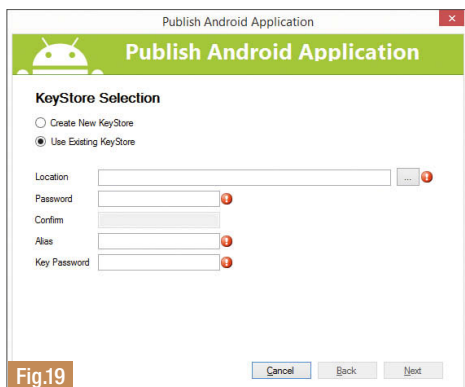 Publish Android Application
Publish Android Application
KeyStore Selection
Create New KeyStore
Use Existing KeyStore
Location
...
Password
Confirm
Alias
Key Password
Cancel Back Next
Fig.19